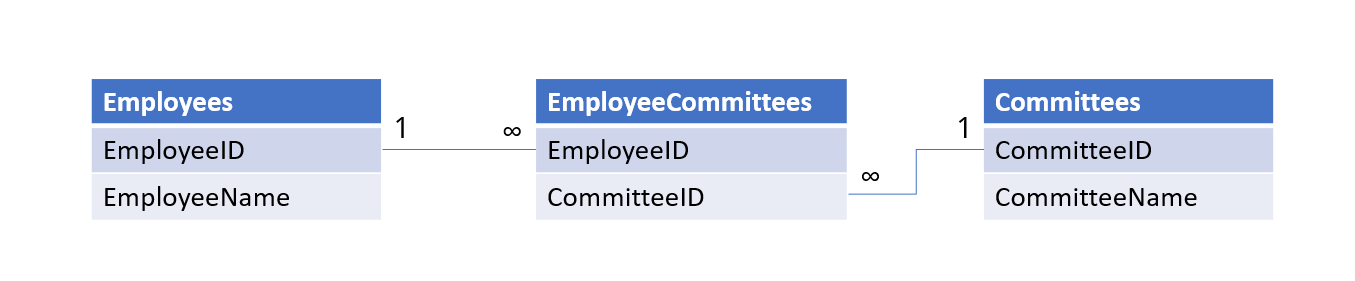 Employees
EmployeeID
EmployeeName
1
∞
EmployeeCommittees
EmployeeID
CommitteeID
∞
1
Committees
CommitteeID
CommitteeName